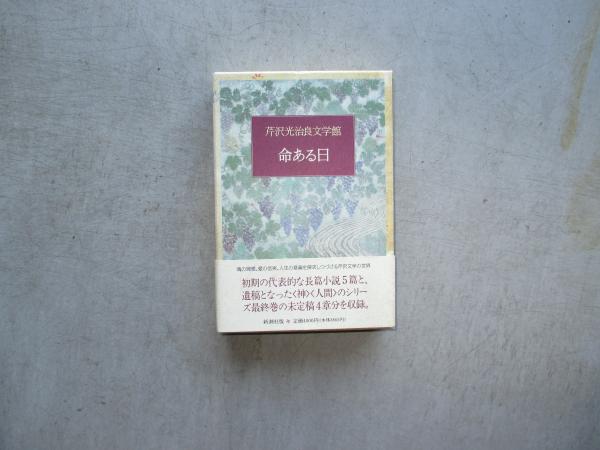 芹沢光治良文学館
命ある日
初期の代表的な長篇小説5篇と、
遺稿となった〈神〉〈人間〉のシリー
ズ最終巻の未定稿4章分を収録。
新潮社版